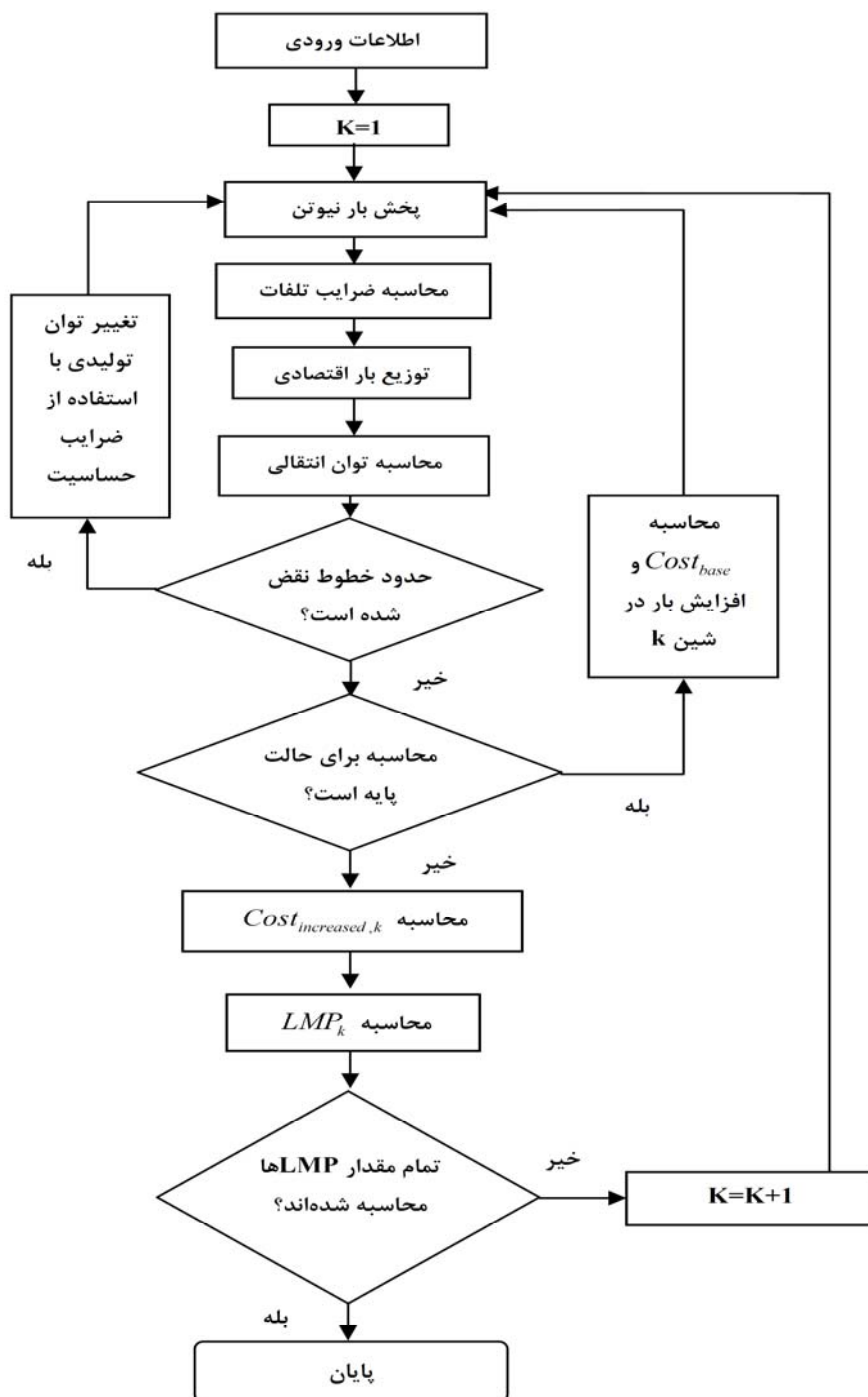 اطلاعات ورودی
K=1
پخش بار نیوتن
محاسبه ضرایب تلفات
توزیع بار اقتصادی
محاسبه توان انتقالی
تغییر توان
تولیدی با
استفاده از
ضرایب
حساسیت
بله
حدود خطوط نقض
شده است؟
خیر
محاسبه
Cost_base و
افزایش بار در
شین k
محاسبه برای حالت
پایه است؟
بله
خیر
محاسبه Cost_increased,k
محاسبه LMP_k
تمام مقدار LMPها
محاسبه شده‌اند؟
خیر
K=K+1
بله
پایان